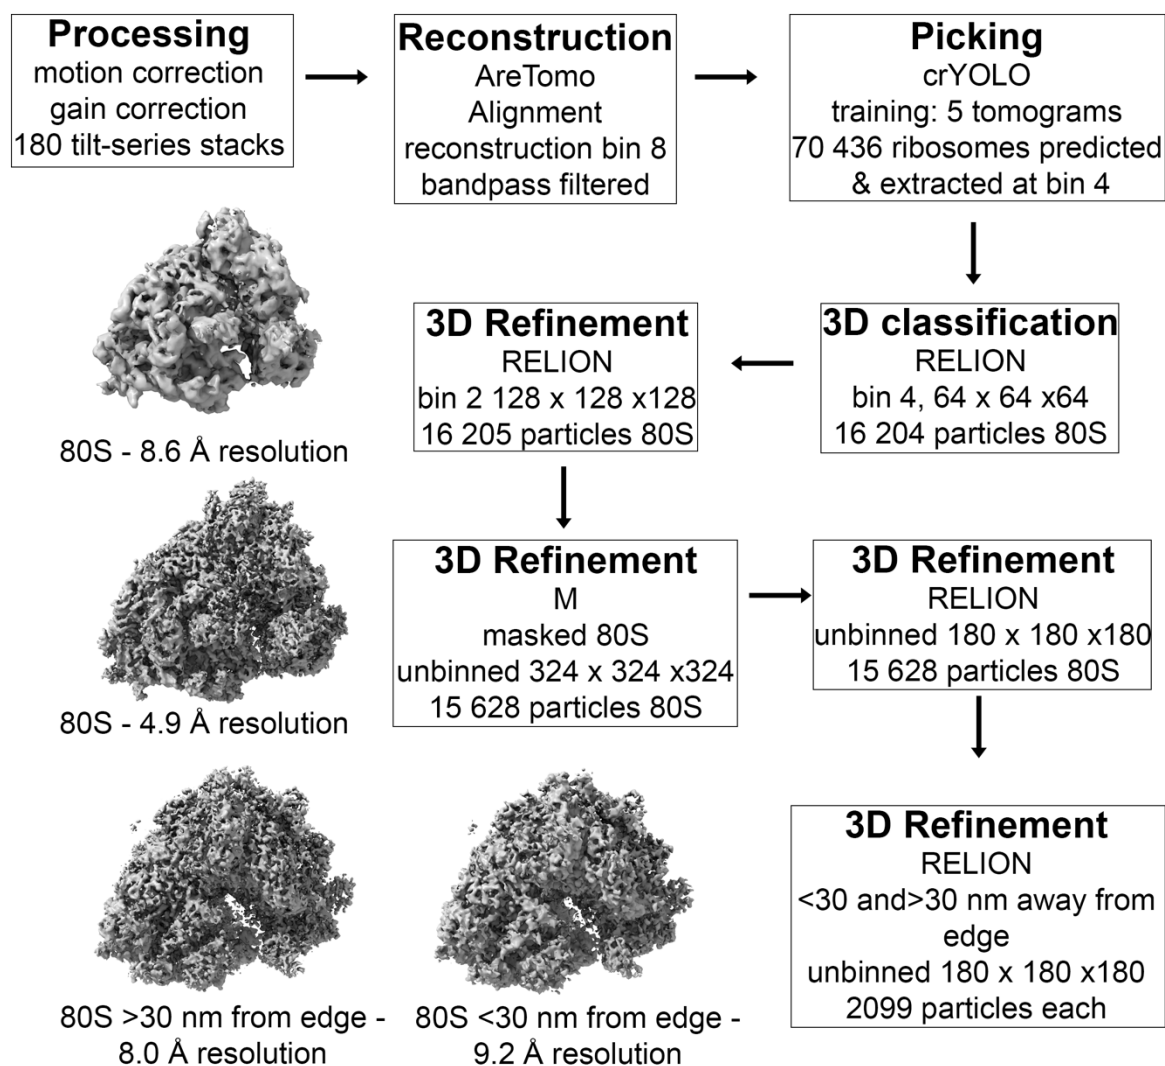 Processing
motion correction
gain correction
180 tilt-series stacks
Reconstruction
AreTomo
Alignment
reconstruction bin 8
bandpass filtered
Picking
crYOLO
training: 5 tomograms
70 436 ribosomes predicted
& extracted at bin 4
3D classification
RELION
bin 4, 64 x 64 x64
16 204 particles 80S
3D Refinement
RELION
bin 2 128 x 128 x128
16 205 particles 80S
80S - 8.6 Å resolution
3D Refinement
M
masked 80S
unbinned 324 x 324 x324
15 628 particles 80S
3D Refinement
RELION
unbinned 180 x 180 x180
15 628 particles 80S
80S - 4.9 Å resolution
3D Refinement
RELION
<30 and>30 nm away from
edge
unbinned 180 x 180 x180
2099 particles each
80S >30 nm from edge -
8.0 Å resolution
80S <30 nm from edge -
9.2 Å resolution